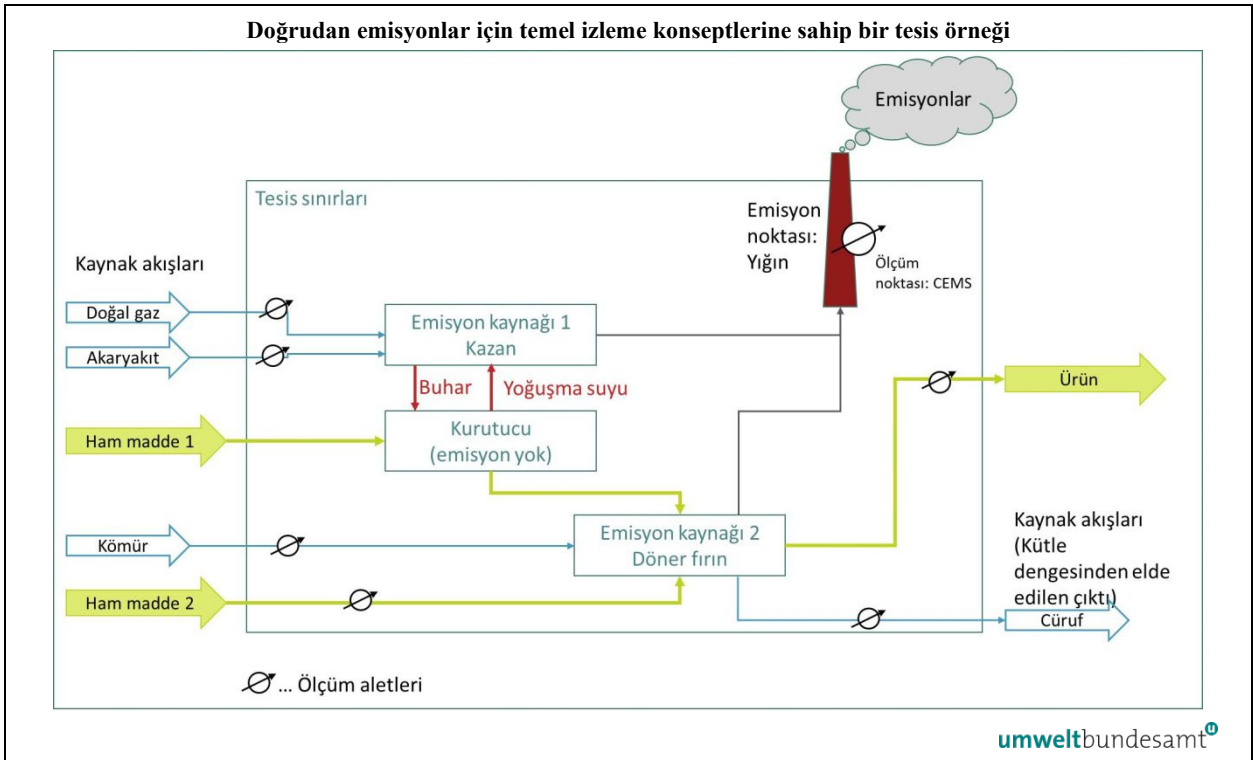 Doğrudan emisyonlar için temel izleme konseptlerine sahip bir tesis örneği
Emisyonlar
Tesis sınırları
Emisyon
noktası:
Yığın
Ölçüm
noktası: CEMS
Kaynak akışları
Doğal gaz
Akaryakıt
Emisyon kaynağı 1
Kazan
Buhar
Yoğuşma suyu
Ürün
Ham madde 1
Kurutucu
(emisyon yok)
Kömür
Emisyon kaynağı 2
Döner fırın
Kaynak akışları
(Kütle
dengesinden elde
edilen çıktı)
Cüruf
Ham madde 2
... Ölçüm aletleri
umweltbundesamt u